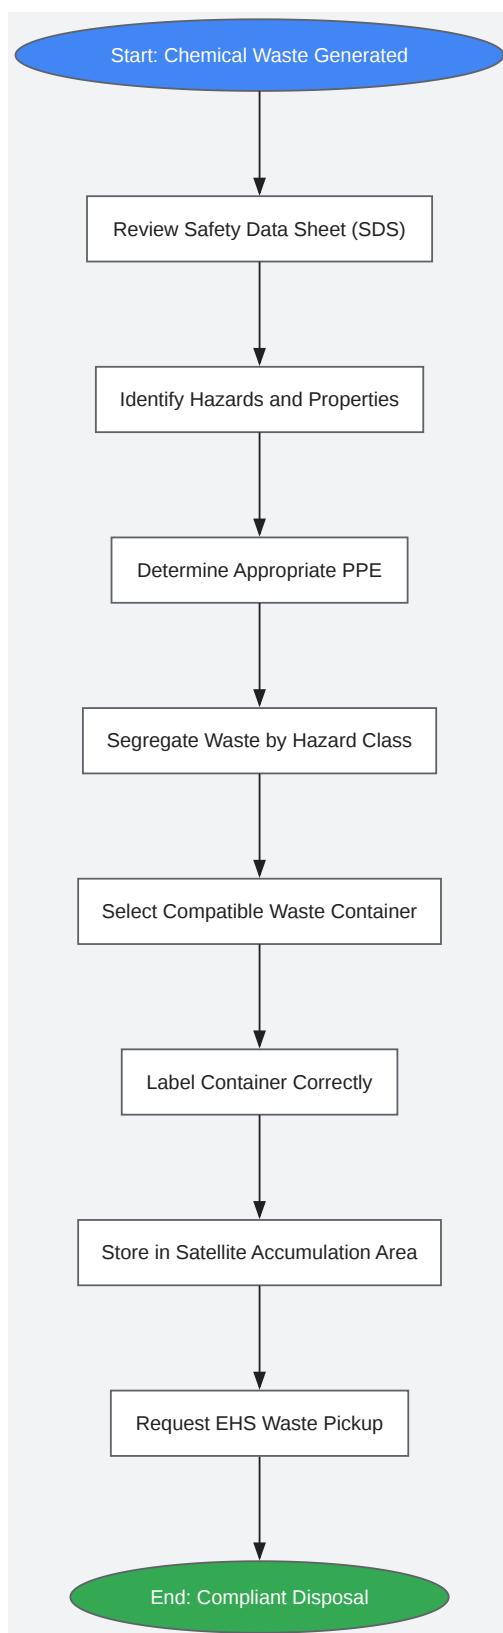 Start: Chemical Waste Generated
Review Safety Data Sheet (SDS)
Identify Hazards and Properties
Determine Appropriate PPE
Segregate Waste by Hazard Class
Select Compatible Waste Container
Label Container Correctly
Store in Satellite Accumulation Area
Request EHS Waste Pickup
End: Compliant Disposal